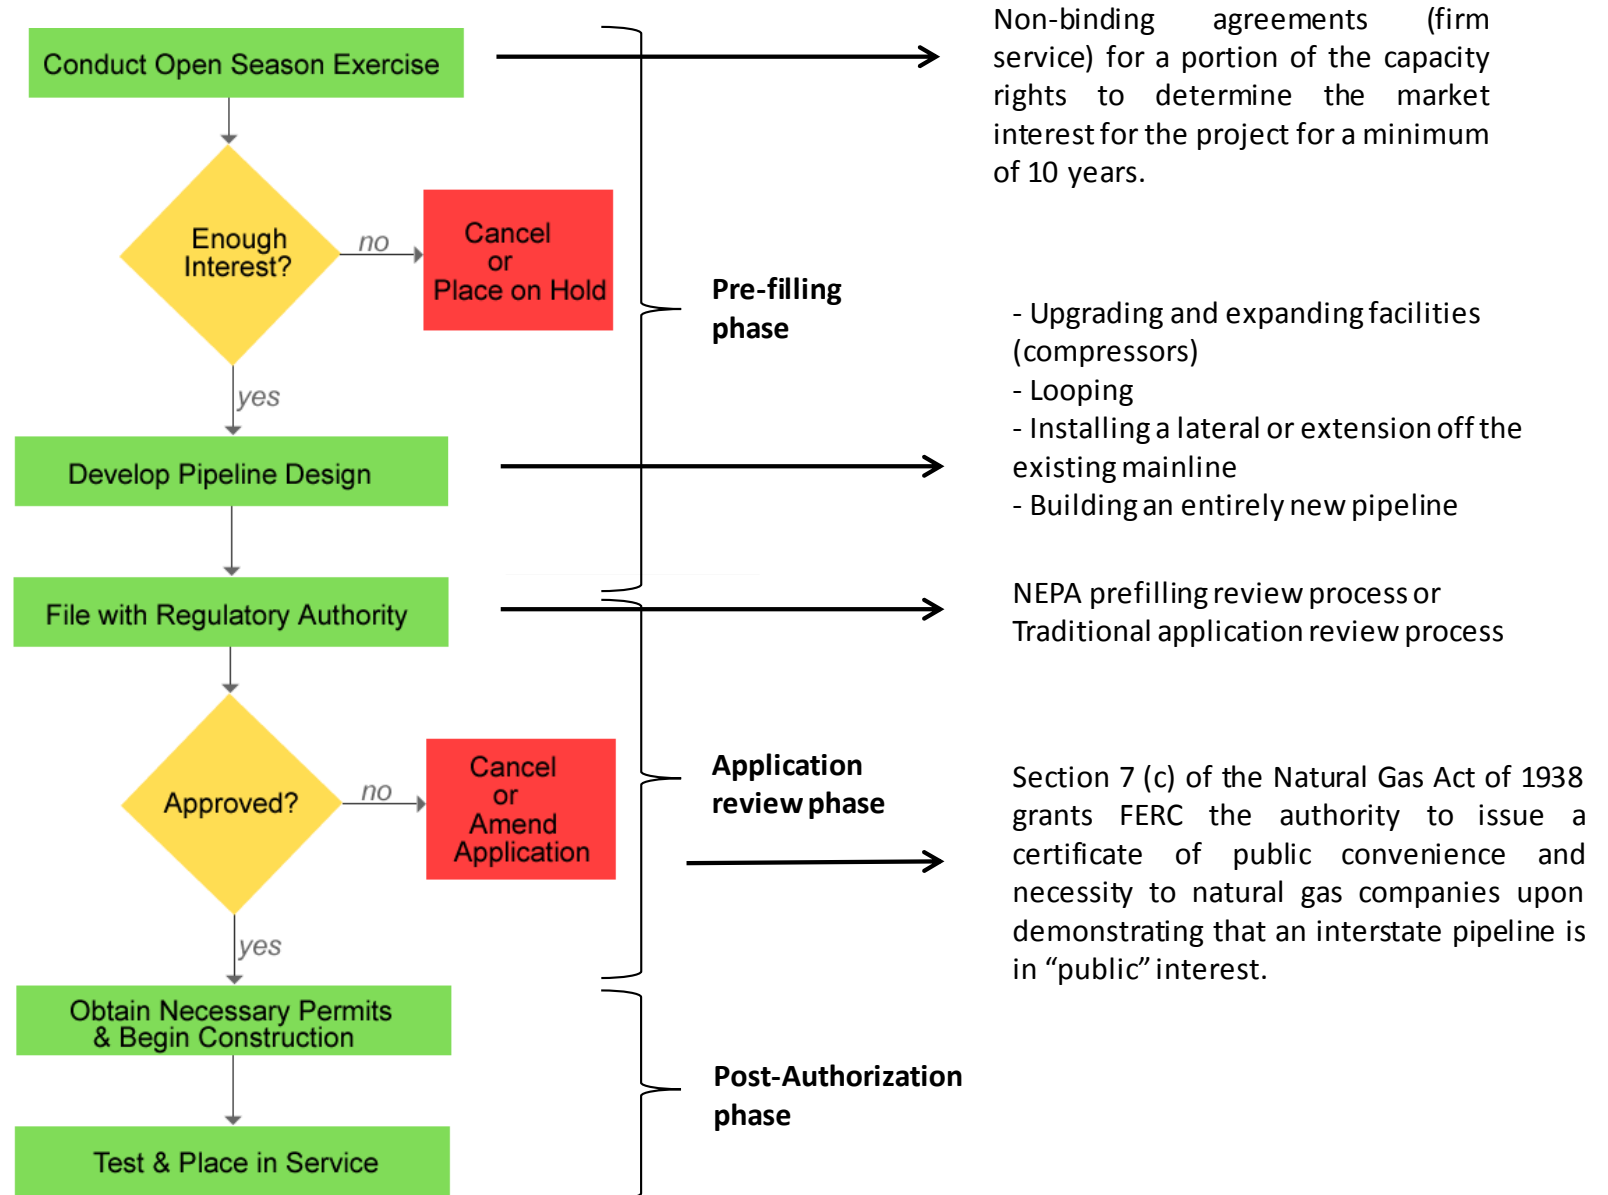 Conduct Open Season Exercise
Non-binding agreements (firm
service) for a portion of the capacity
rights to determine the market
interest for the project for a minimum
of 10 years.
Enough
Interest?
no
Cancel
or
Place on Hold
Pre-filling
phase
yes
- Upgrading and expanding facilities
(compressors)
- Looping
- Installing a lateral or extension off the
existing mainline
- Building an entirely new pipeline
Develop Pipeline Design
File with Regulatory Authority
NEPA prefilling review process or
Traditional application review process
Approved?
no
Cancel
or
Amend
Application
Application
review phase
Section 7 (c) of the Natural Gas Act of 1938
grants FERC the authority to issue a
certificate of public convenience and
necessity to natural gas companies upon
demonstrating that an interstate pipeline is
in “public” interest.
yes
Obtain Necessary Permits
& Begin Construction
Post-Authorization
phase
Test & Place in Service